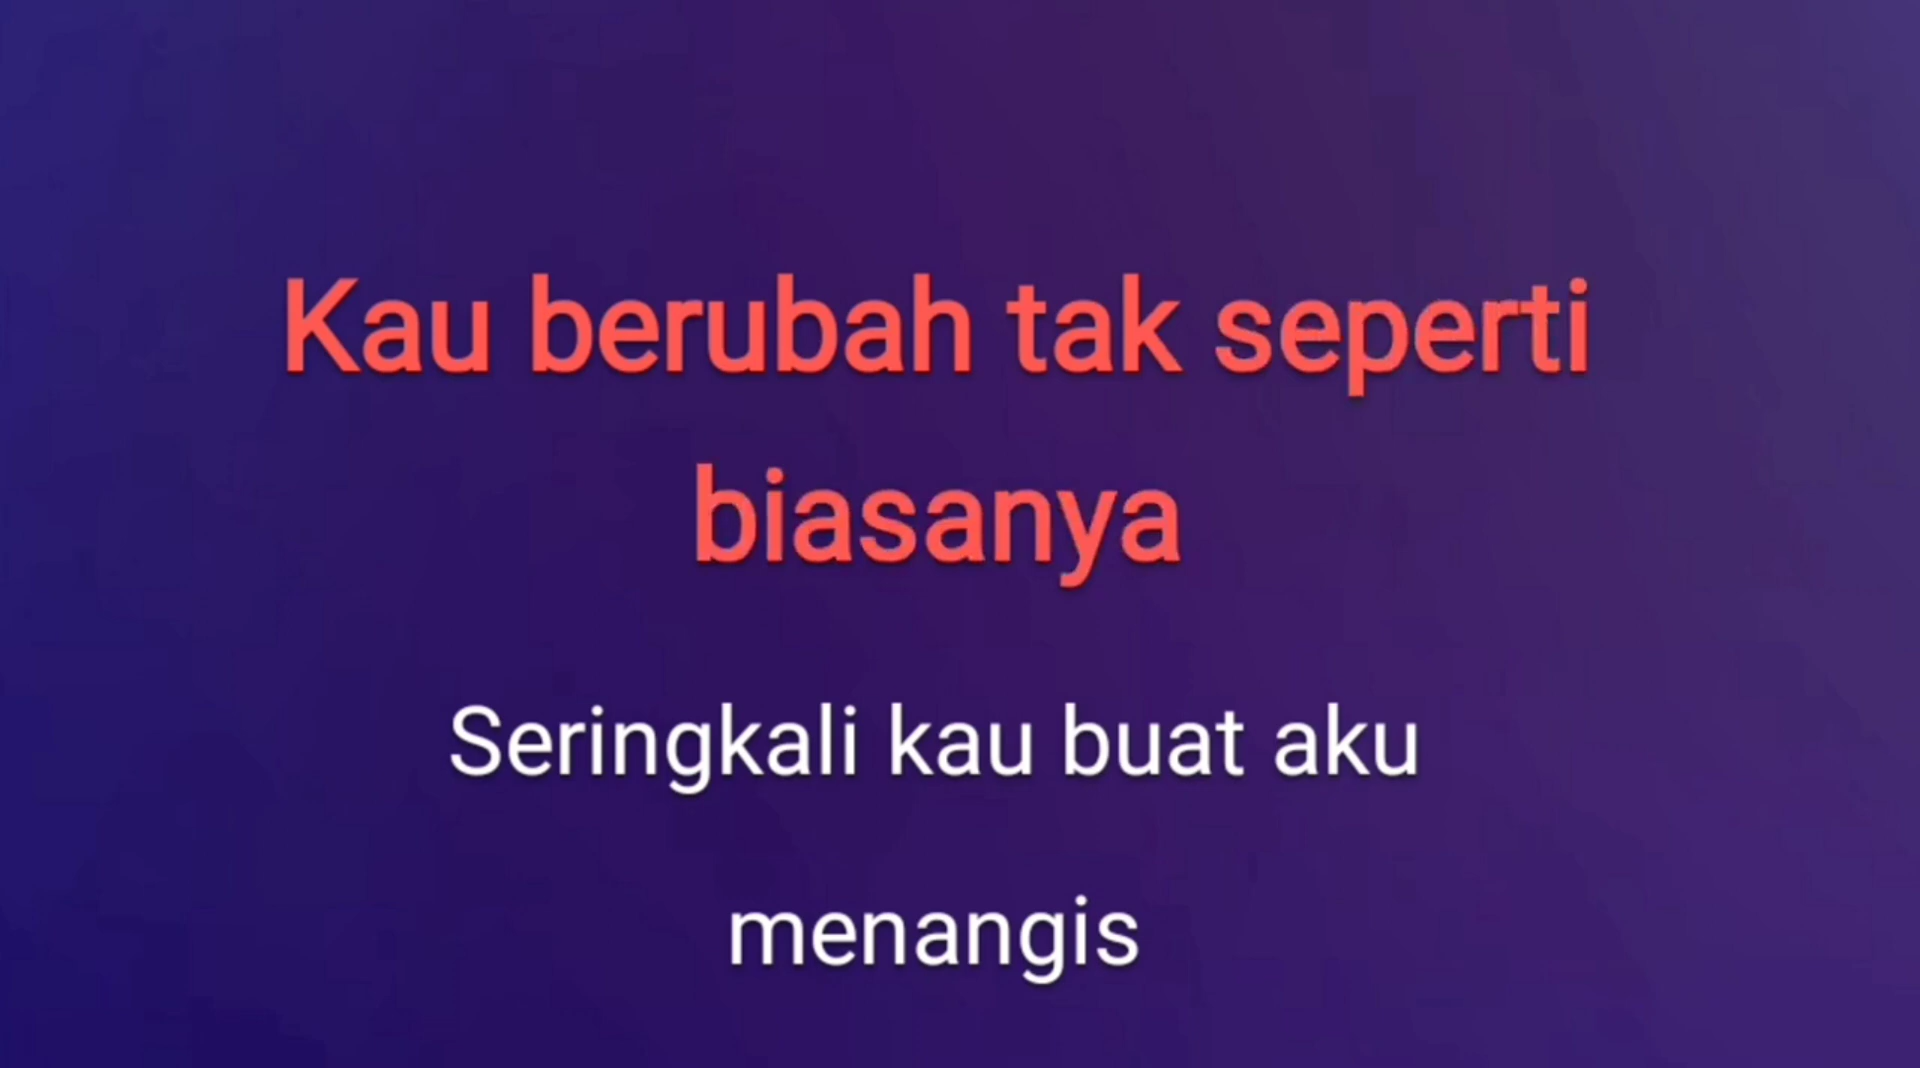 Kau berubah tak seperti
biasanya
Seringkali kau buat aku
menangis